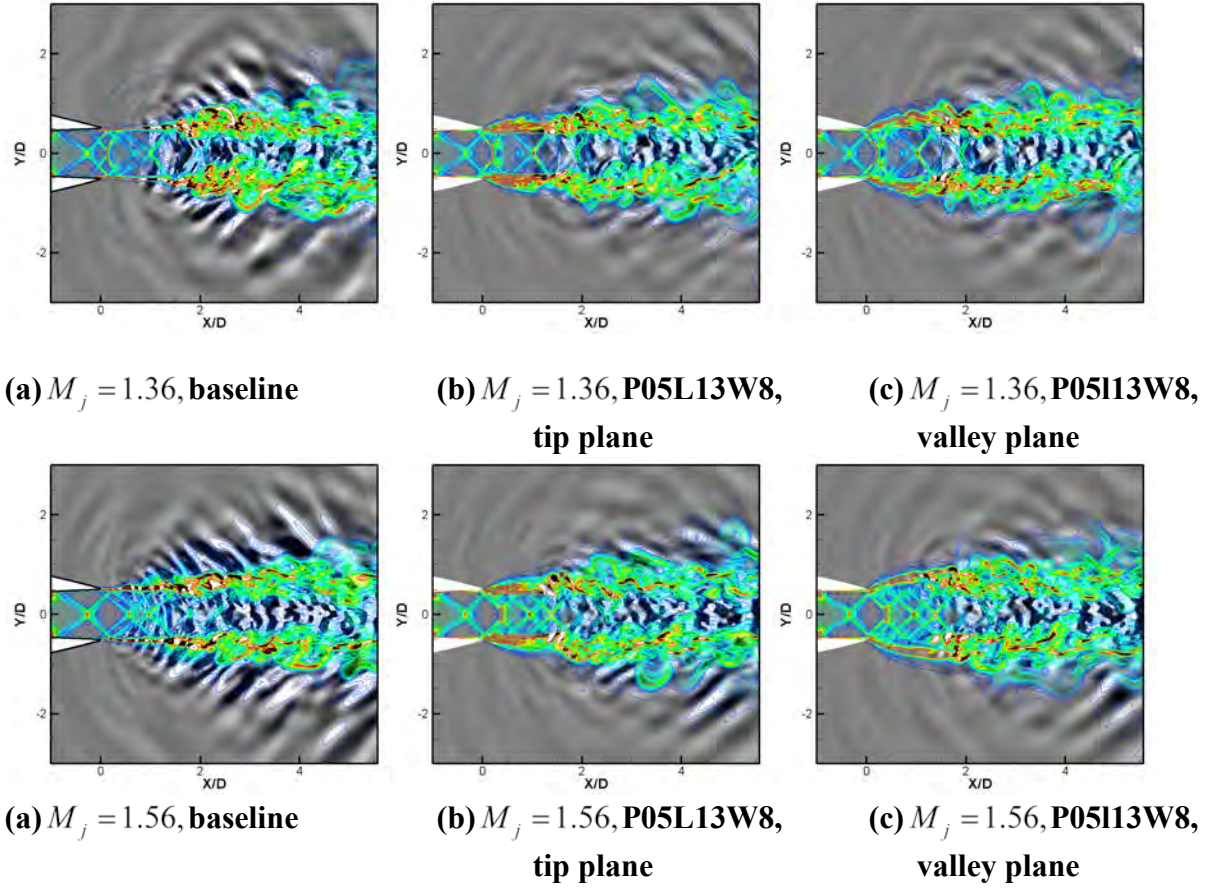 2
0
-2
Y/D
0
2
4
X/D
2
0
-2
Y/D
0
2
4
X/D
2
0
-2
Y/D
0
2
4
X/D
(a) M_j = 1.36, baseline
(b) M_j = 1.36, P05L13W8,
tip plane
(c) M_j = 1.36, P05l13W8,
valley plane
2
0
-2
Y/D
0
2
4
X/D
2
0
-2
Y/D
0
2
4
X/D
2
0
-2
Y/D
0
2
4
X/D
(a) M_j = 1.56, baseline
(b) M_j = 1.56, P05L13W8,
tip plane
(c) M_j = 1.56, P05l13W8,
valley plane